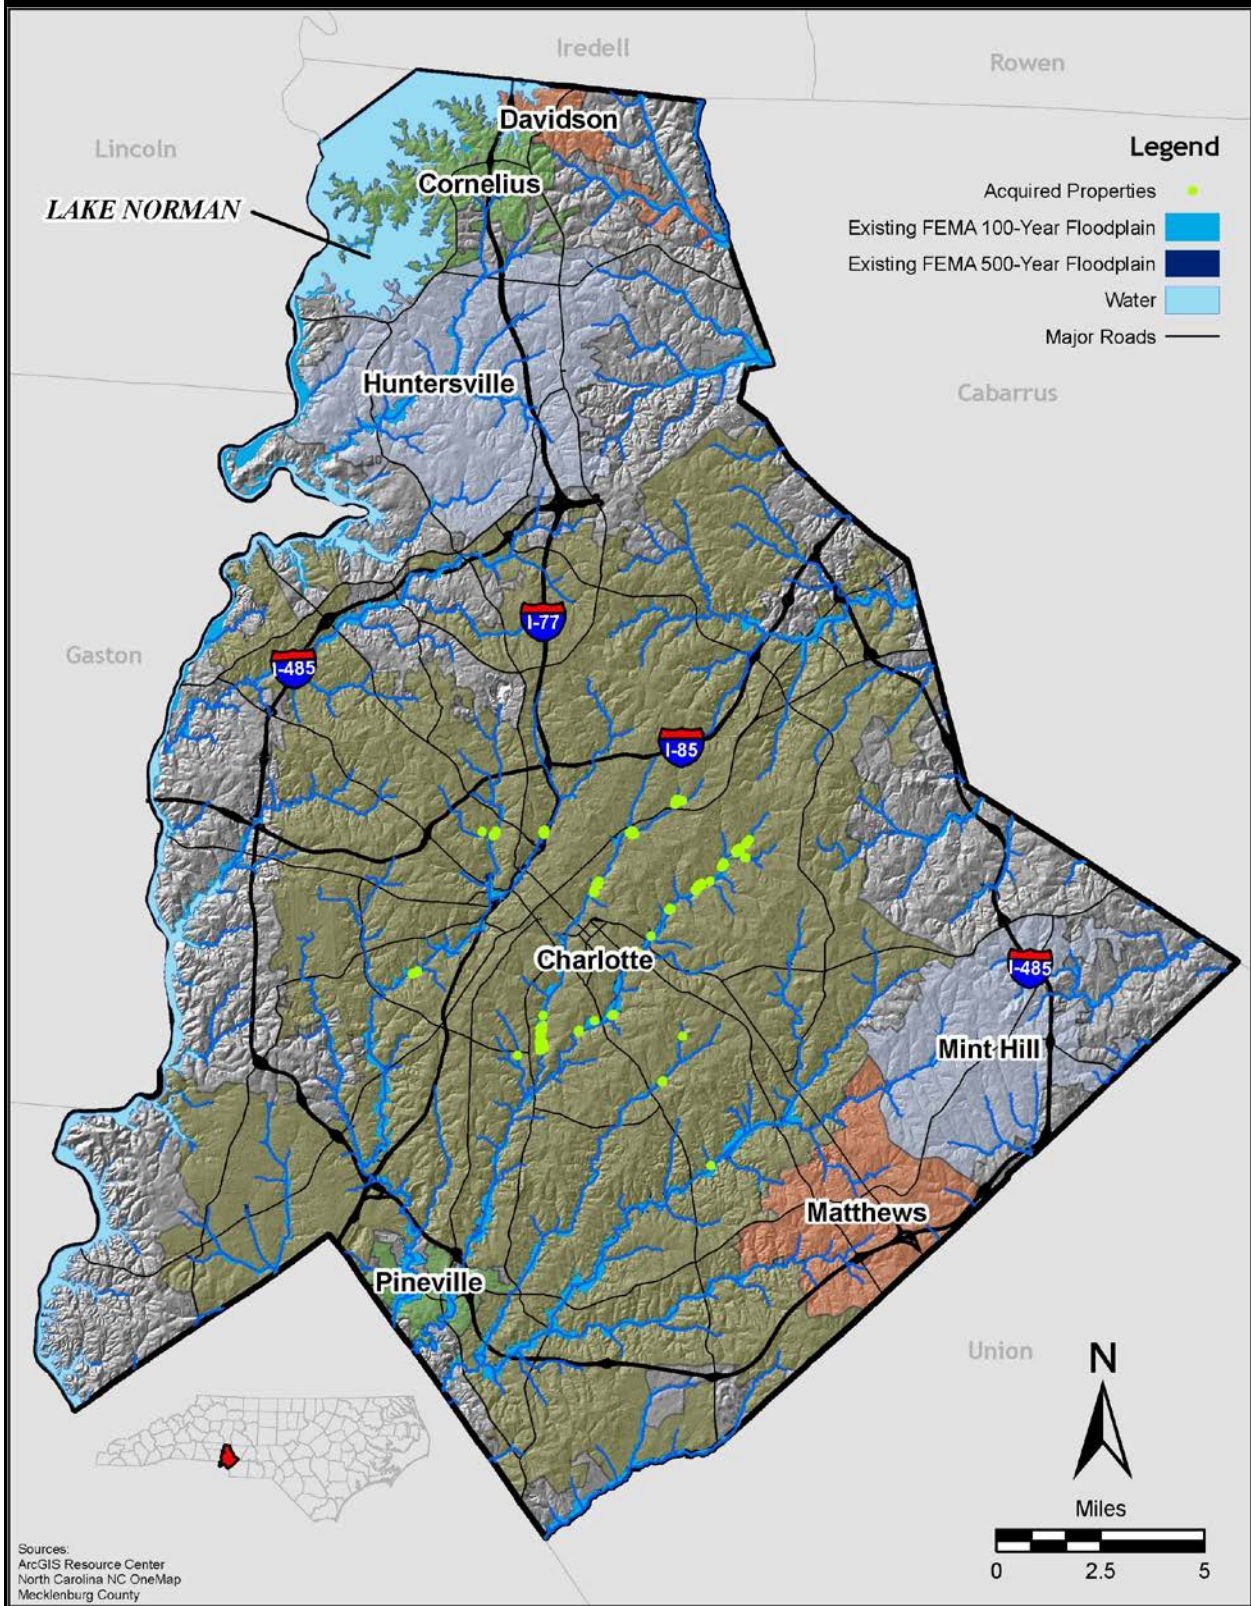 Iredell
Rowen
Lincoln
Davidson
Cornelius
LAKE NORMAN
Legend
Acquired Properties
Existing FEMA 100-Year Floodplain
Existing FEMA 500-Year Floodplain
Water
Major Roads
Huntersville
Cabarrus
I-77
Gaston
I-485
I-85
Charlotte
I-485
Mint Hill
Matthews
Pineville
Union
N
Miles
0 2.5 5
Sources:
ArcGIS Resource Center
North Carolina NC OneMap
Mecklenburg County